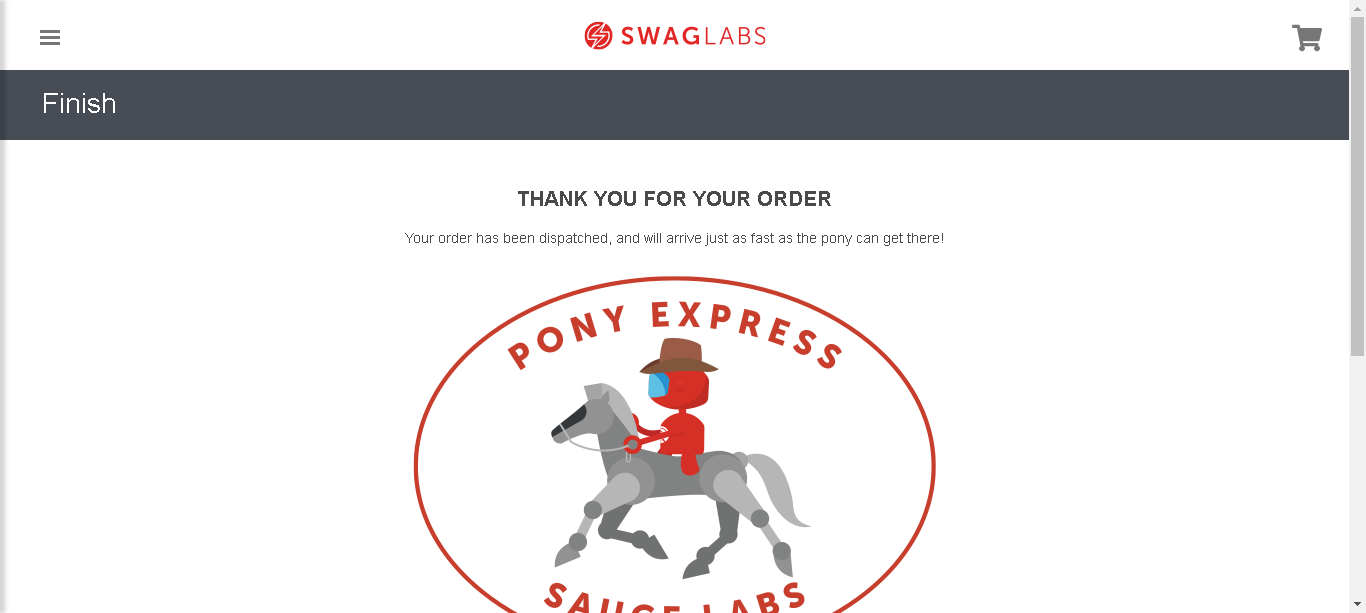 SWAGLABS
Finish
THANK YOU FOR YOUR ORDER
Your order has been dispatched, and will arrive just as fast as the pony can get there!
PONY EXPRESS
SAUCE LABS